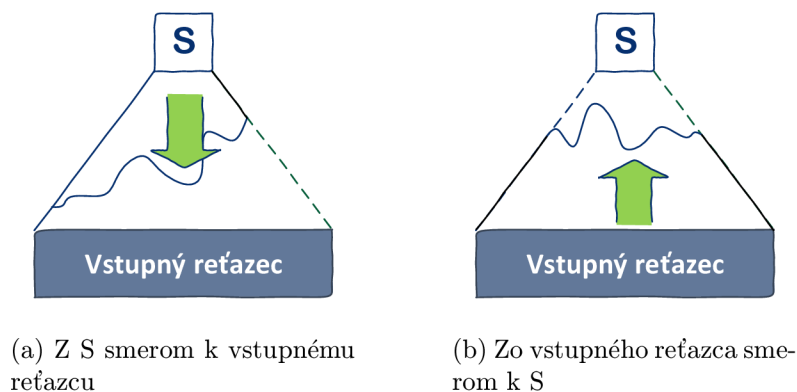 S
Vstupný reťazec
(a) Z S smerom k vstupnému
reťazcu
S
Vstupný reťazec
(b) Zo vstupného reťazca sme-
rom k S